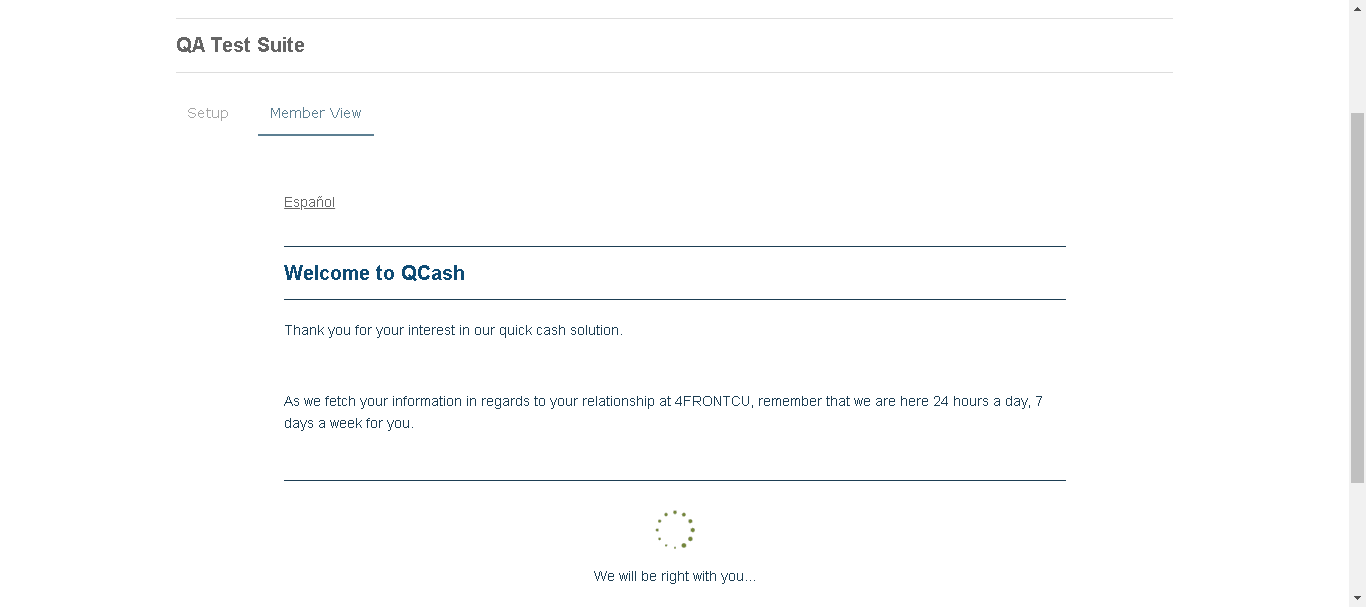 QA Test Suite
Setup
Member View
Español
Welcome to QCash
Thank you for your interest in our quick cash solution.
As we fetch your information in regards to your relationship at 4FRONTCU, remember that we are here 24 hours a day, 7
days a week for you.
We will be right with you...